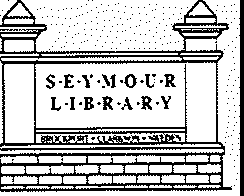 S·E·Y·M·O·U·R
L·I·B·R·A·R·Y
BROCKPORT · CLARKSON · SWEDEN